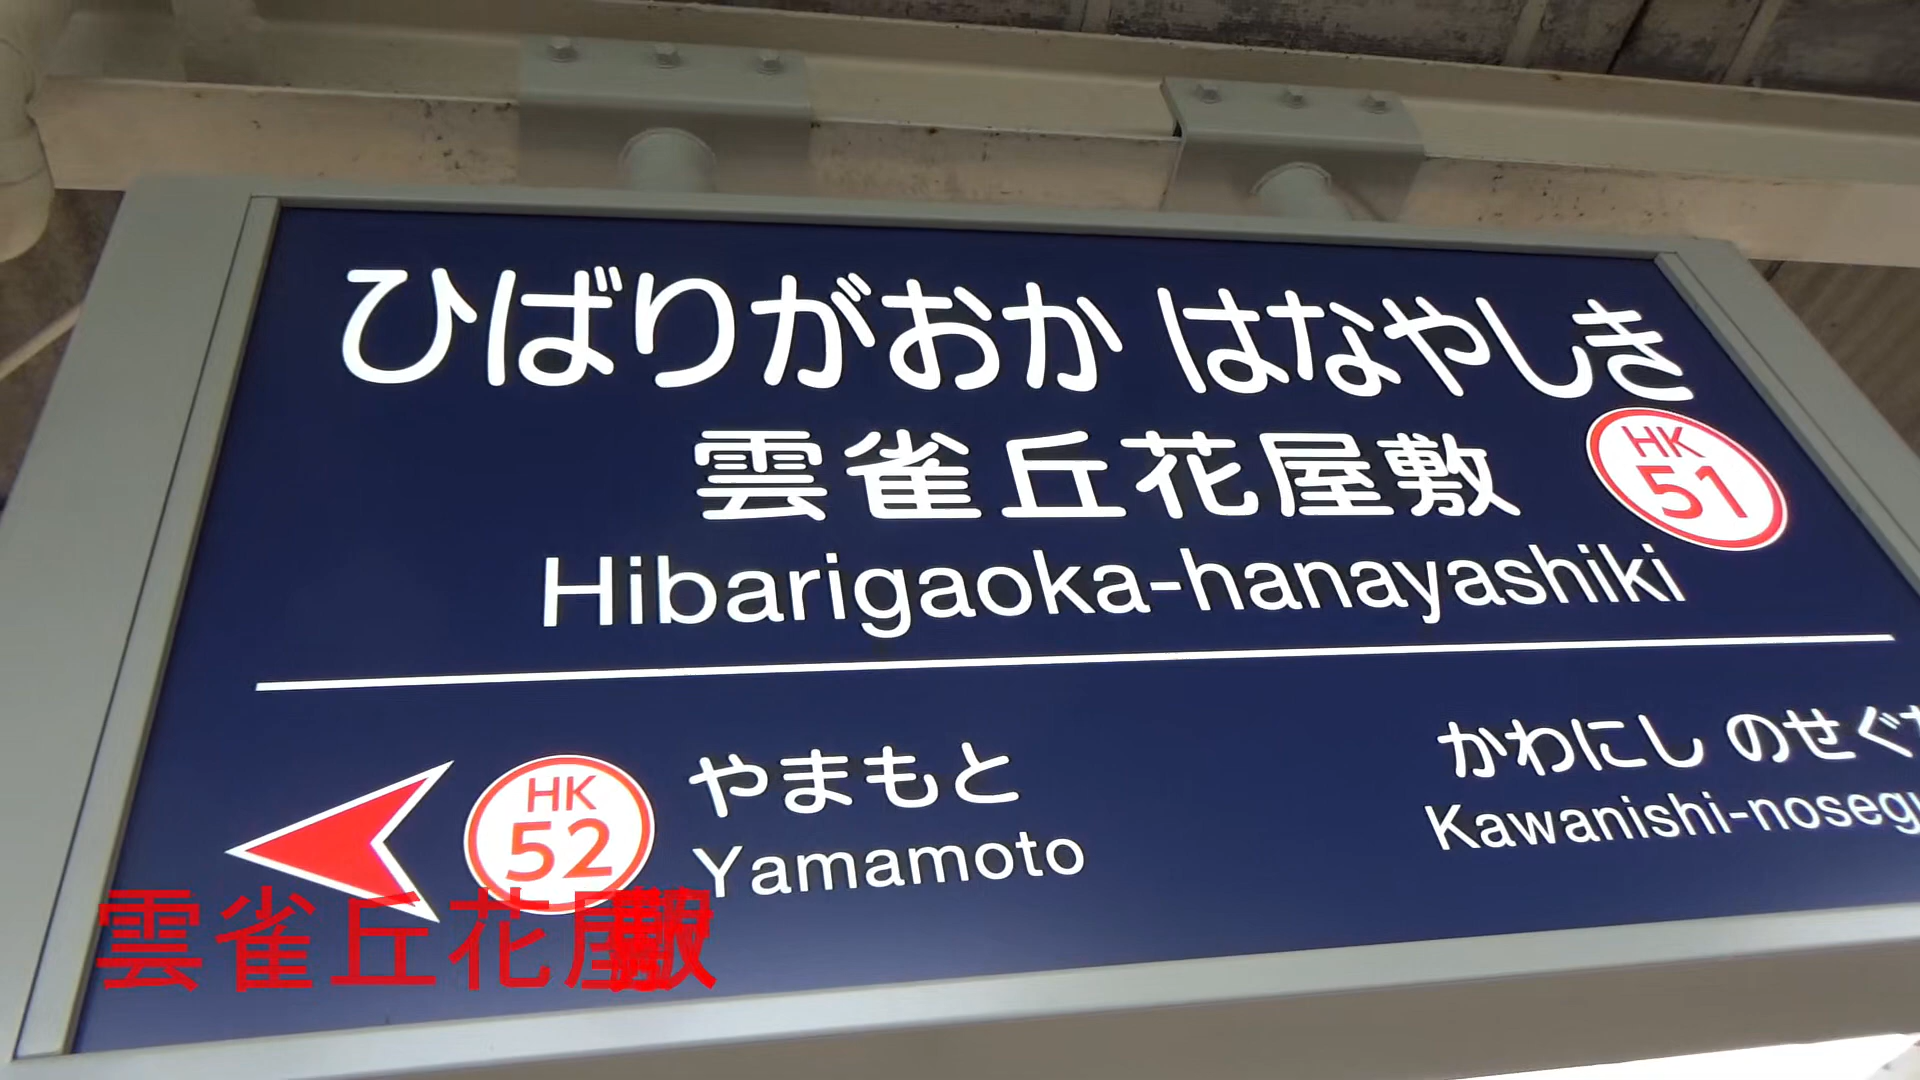 ひばりがおか はなやしき
雲雀丘花屋敷
HK
51
Hibarigaoka-hanayashiki
HK
52
やまもと
Yamamoto
かわにし のせぐ
Kawanishi-noseg
雲雀丘花屋敷